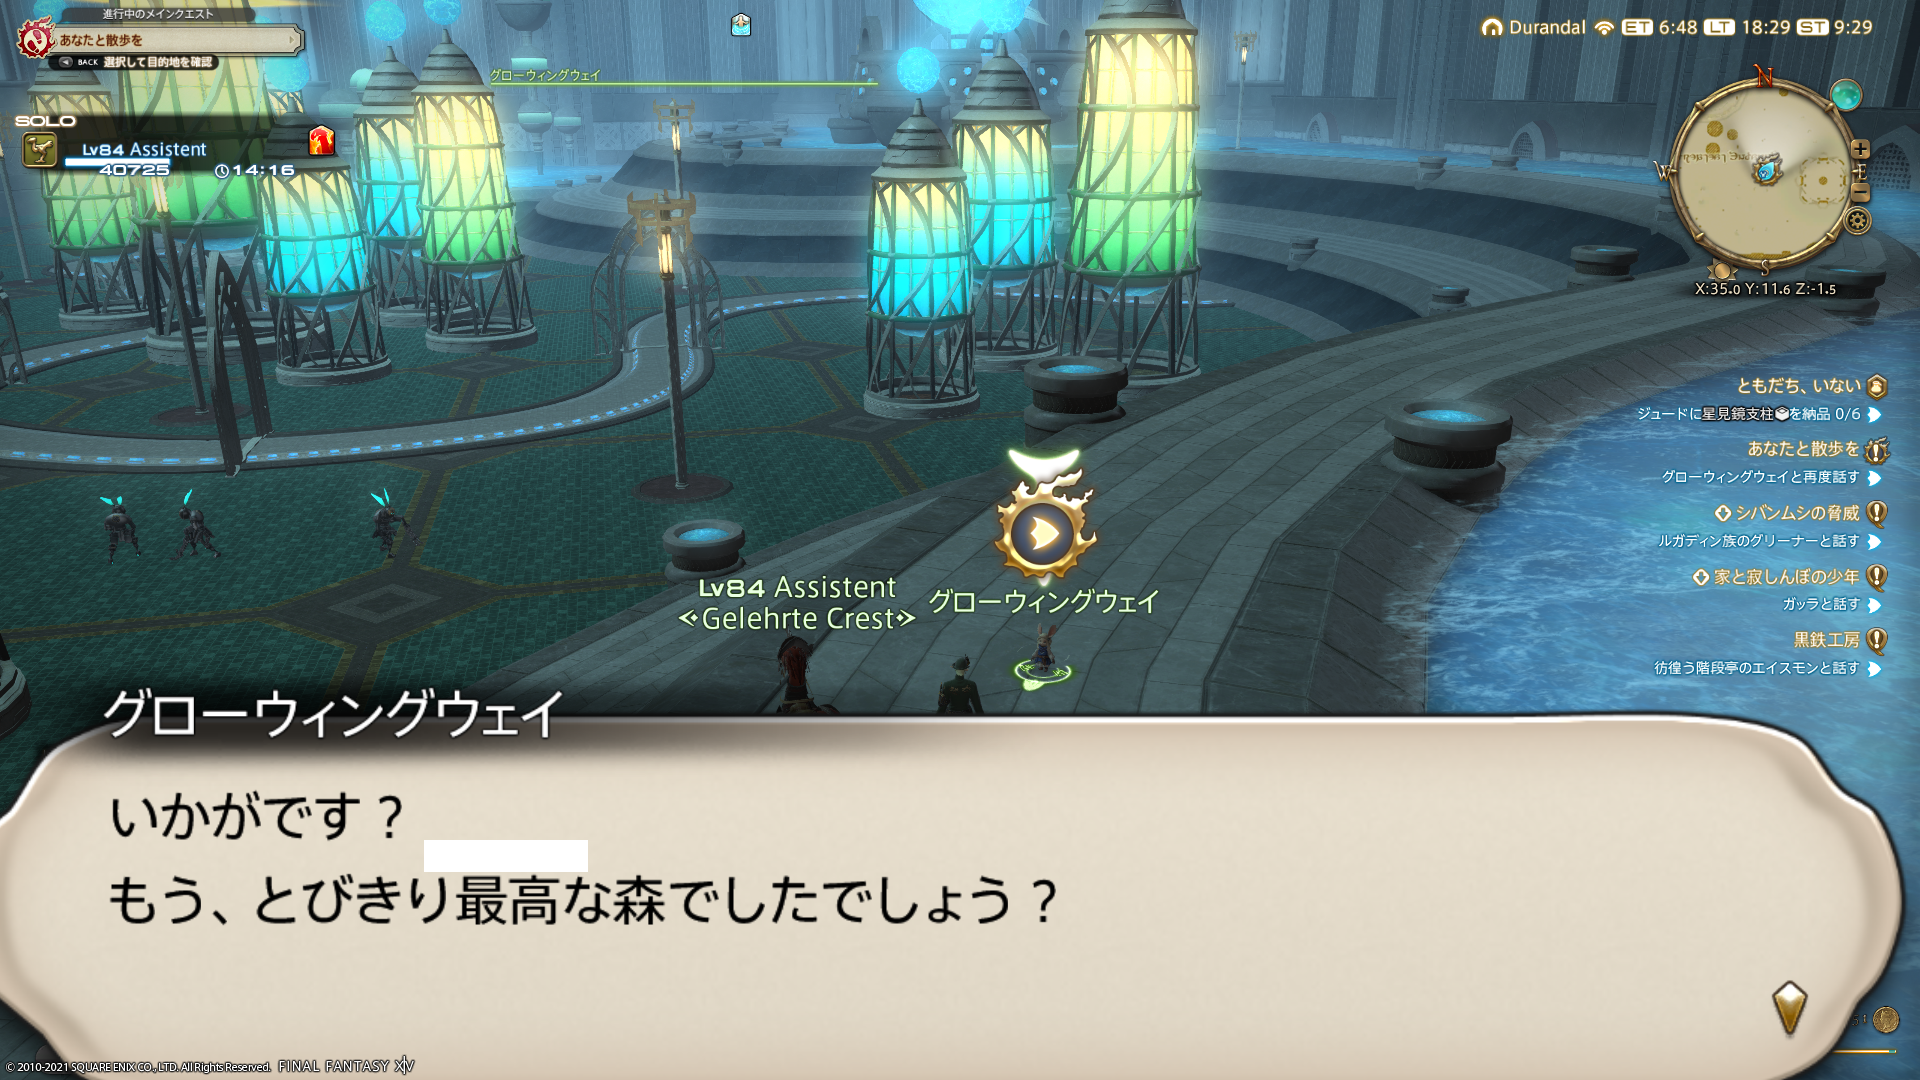 進行中のメインクエスト
あなたと散歩を
BACK 選択して目的地を確認
グローウィングウェイ
Durandal ET 6:48 LT 18:29 ST 9:29
SOLO
Lv84 Assistent
40725 14:16
N
W
E
S
X:35.0 Y:11.6 Z:-1.5
ともだち、いない
ジュードに星見鏡支柱を納品 0/6
あなたと散歩を
グローウィングウェイと再度話す
シバンムシの脅威
ルガディン族のグリーナーと話す
家と寂しんぼの少年
ガッラと話す
黒鉄工房
彷徨う階段亭のエイスモンと話す
Lv84 Assistent
«Gelehrte Crest»
グローウィングウェイ
グローウィングウェイ
いかがです？
もう、とびきり最高な森でしたでしょう？
© 2010-2021 SQUARE ENIX CO., LTD. All Rights Reserved. FINAL FANTASY XIV